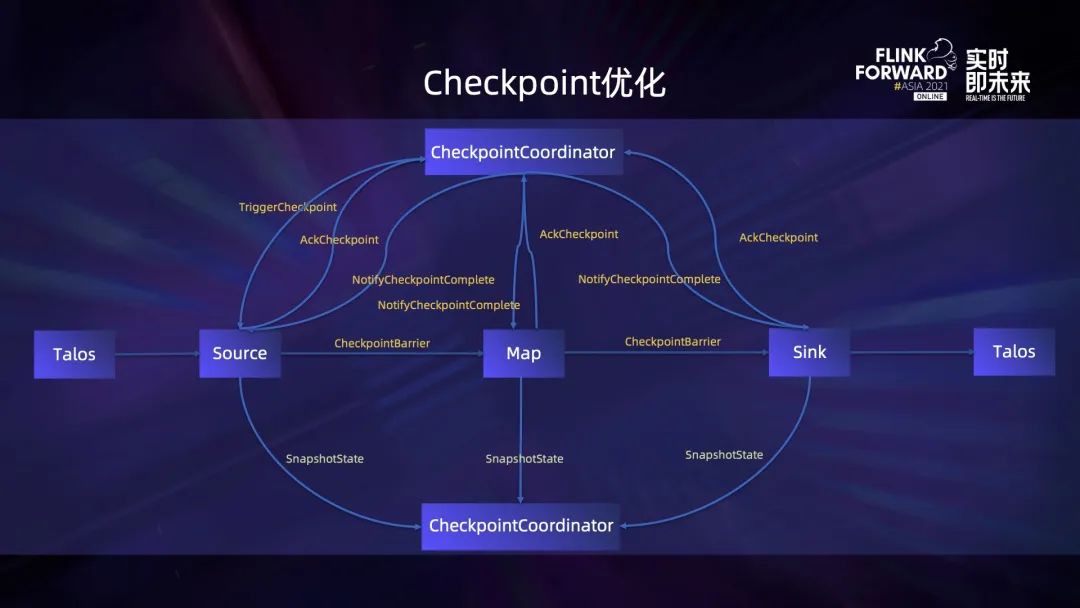 FLINK
FORWARD
#ASIA 2021
ONLINE
实时
即未来
REAL-TIME IS THE FUTURE
Checkpoint优化
CheckpointCoordinator
TriggerCheckpoint
AckCheckpoint
AckCheckpoint
AckCheckpoint
NotifyCheckpointComplete
NotifyCheckpointComplete
NotifyCheckpointComplete
Talos
Source
CheckpointBarrier
Map
CheckpointBarrier
Sink
Talos
SnapshotState
SnapshotState
SnapshotState
CheckpointCoordinator